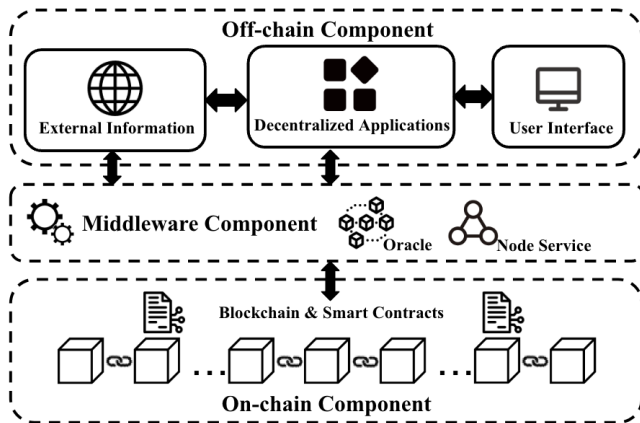 Off-chain Component
External Information
Decentralized Applications
User Interface
Middleware Component
Oracle
Node Service
Blockchain & Smart Contracts
...
...
On-chain Component